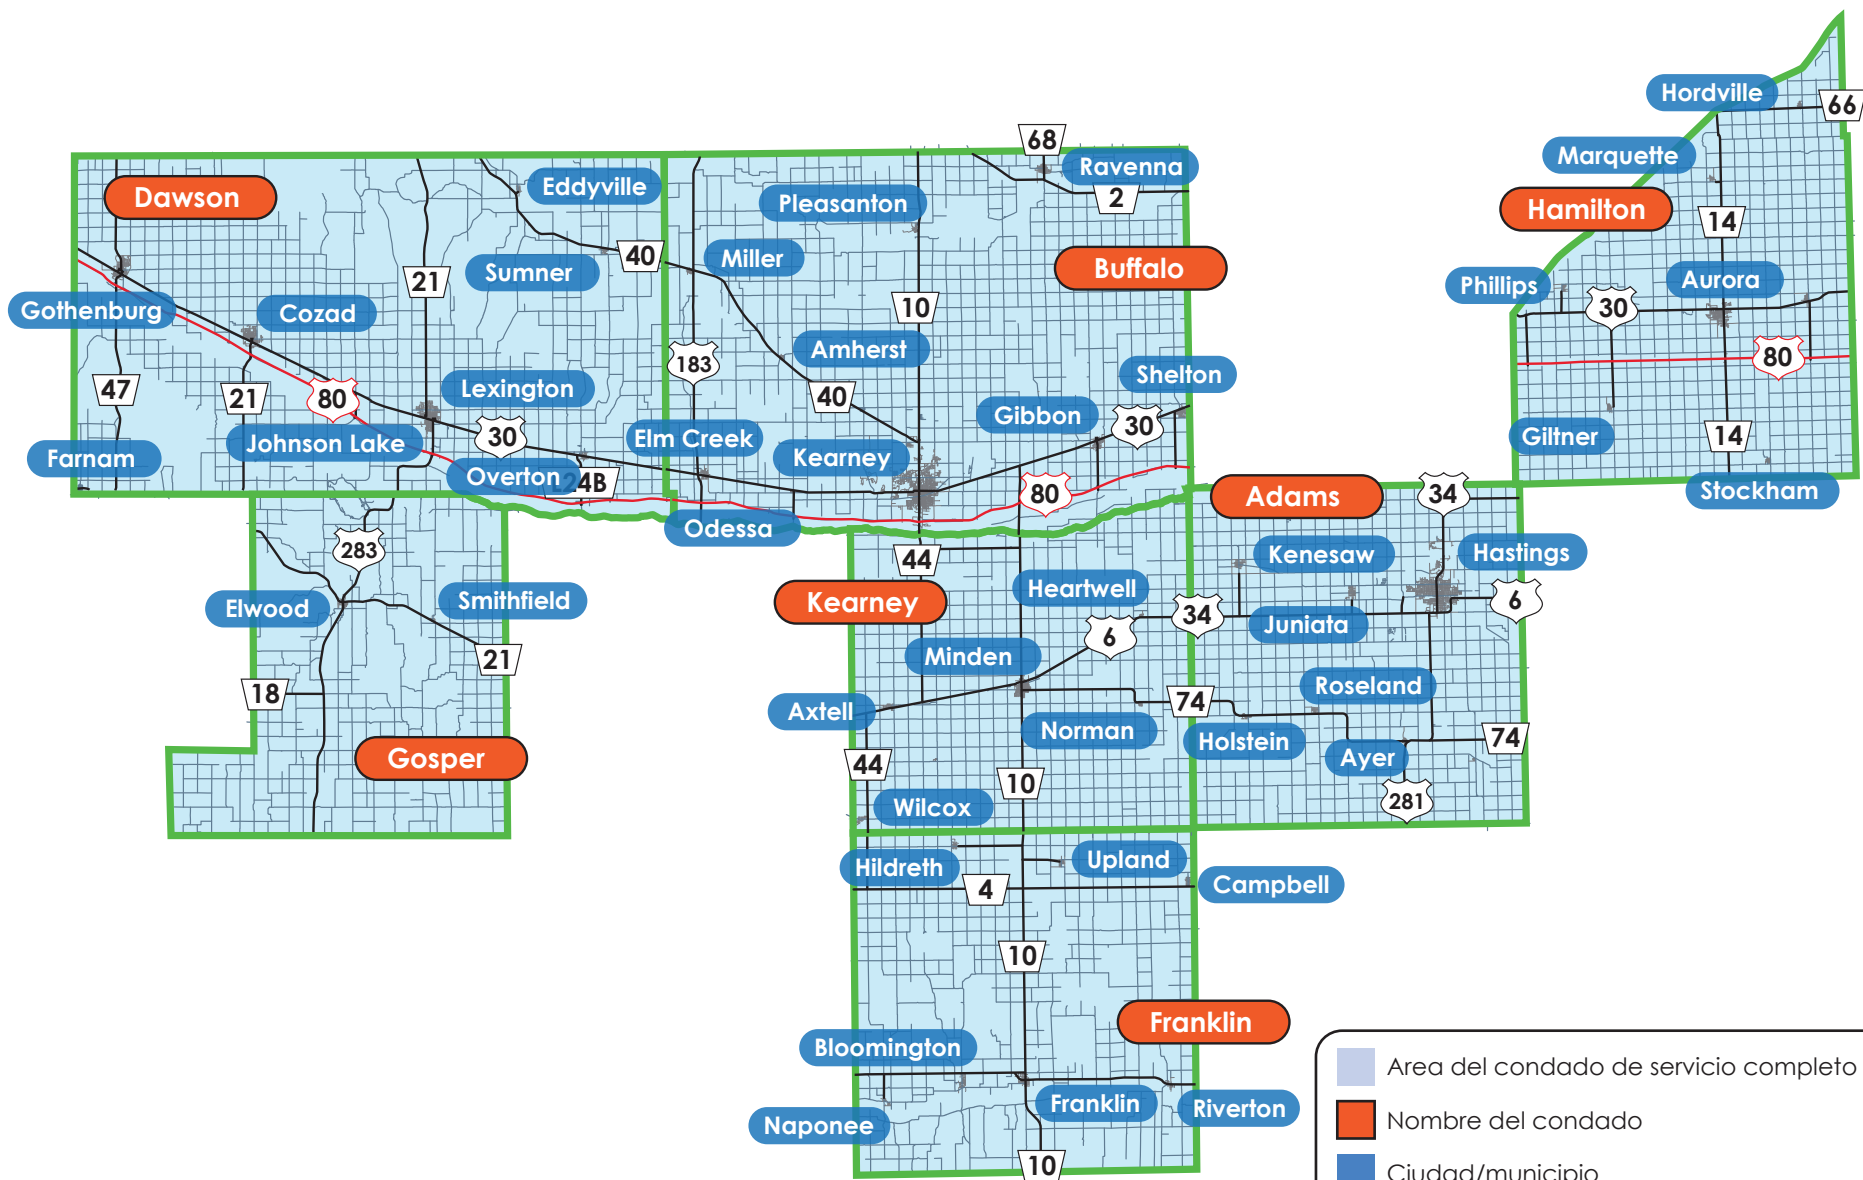 Hordville
66
68
Marquette
Ravenna
Eddyville
Dawson
2
Pleasanton
Hamilton
14
40
Miller
Buffalo
Sumner
21
Phillips
Aurora
10
30
Gothenburg
Cozad
Amherst
183
80
Shelton
47
21
80
Lexington
40
Gibbon
30
Johnson Lake
30
Elm Creek
Giltner
14
Farnam
Kearney
Overton
24B
80
Adams
34
Stockham
Odessa
283
44
Kenesaw
Hastings
Heartwell
Elwood
Smithfield
Kearney
34
6
Juniata
6
21
Minden
18
Roseland
74
Axtell
Norman
Holstein
74
Gosper
Ayer
44
10
281
Wilcox
Hildreth
Upland
4
Campbell
10
Franklin
Bloomington
Franklin
Riverton
Naponee
10
Area del condado de servicio completo
Nombre del condado
Ciudad/municipio